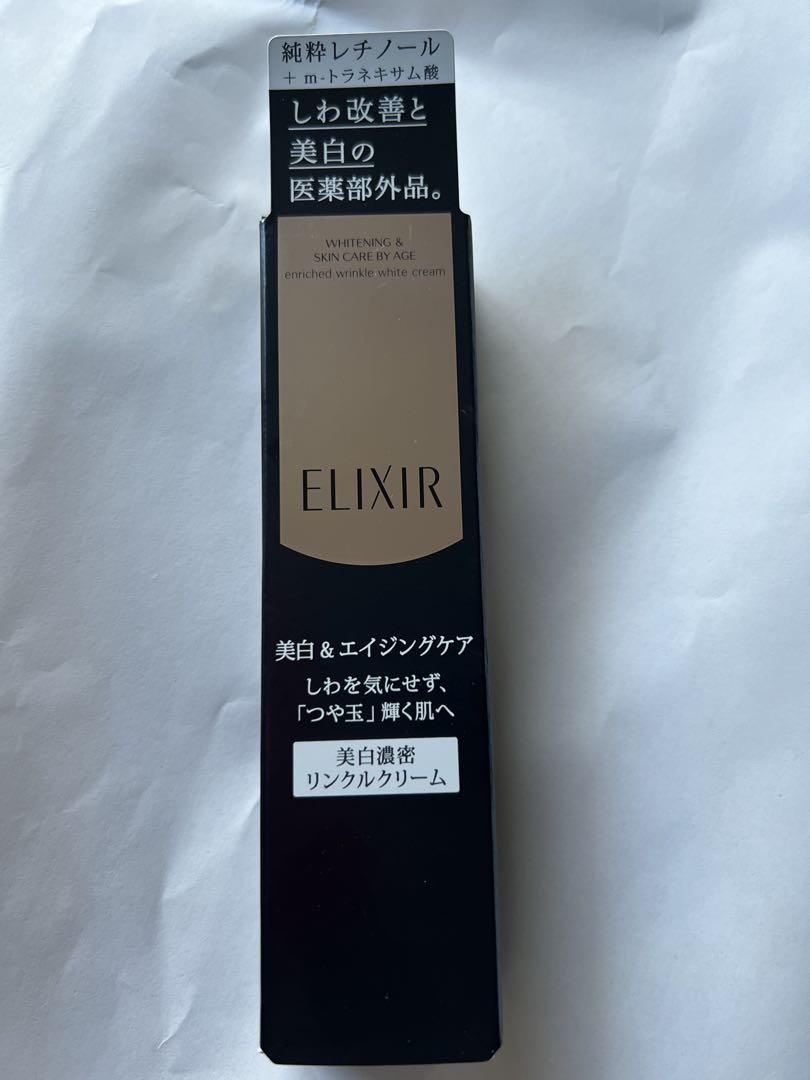 純粋レチノール
+ m-トラネキサム酸
しわ改善と
美白の
医薬部外品。
WHITENING &
SKIN CARE BY AGE
enriched wrinkle white cream
ELIXIR
美白&エイジングケア
しわを気にせず、
「つや玉」輝く肌へ
美白濃密
リンクルクリーム